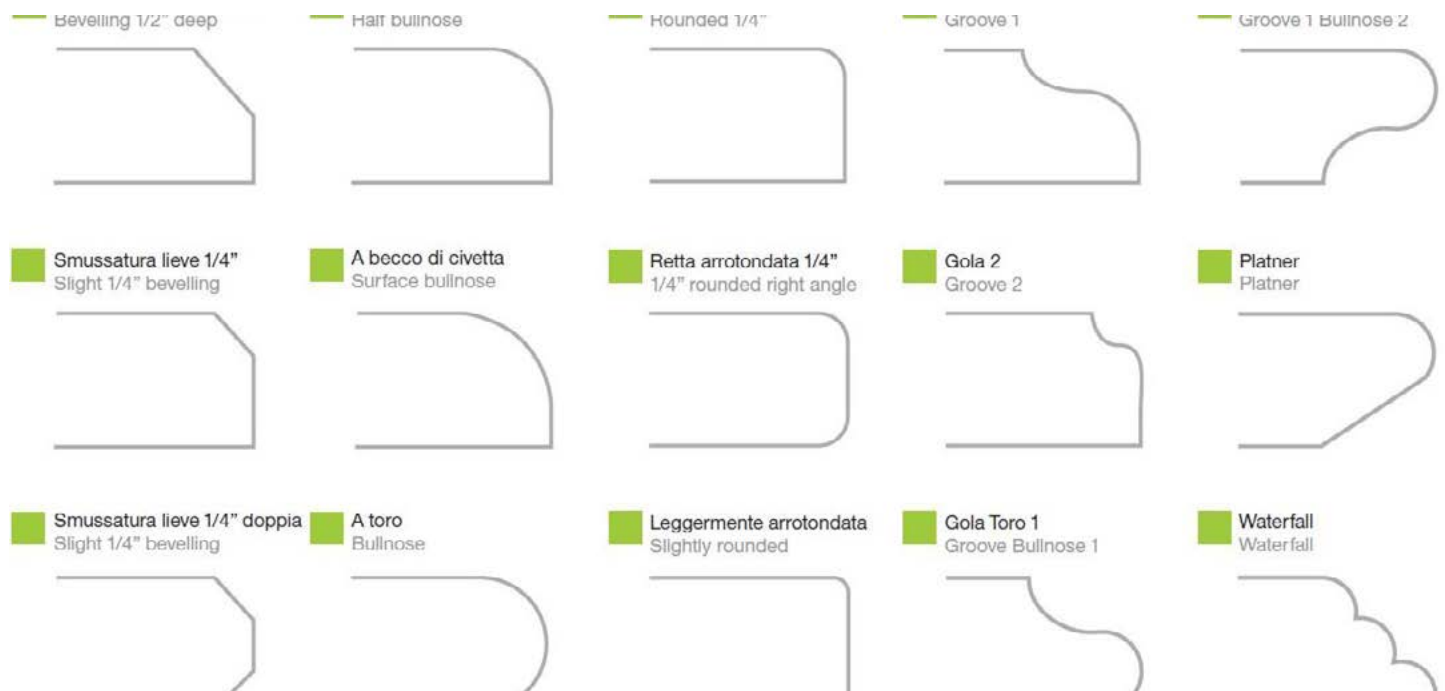 Bevelling 1/2" deep
Half bullnose
Rounded 1/4"
Groove 1
Groove 1 Bullnose 2
Smussatura lieve 1/4”
Slight 1/4” bevelling
A becco di civetta
Surface bullnose
Retta arrotondata 1/4”
1/4” rounded right angle
Gola 2
Groove 2
Platner
Platner
Smussatura lieve 1/4” doppia
Slight 1/4” bevelling
A toro
Bullnose
Leggermente arrotondata
Slightly rounded
Gola Toro 1
Groove Bullnose 1
Waterfall
Waterfall